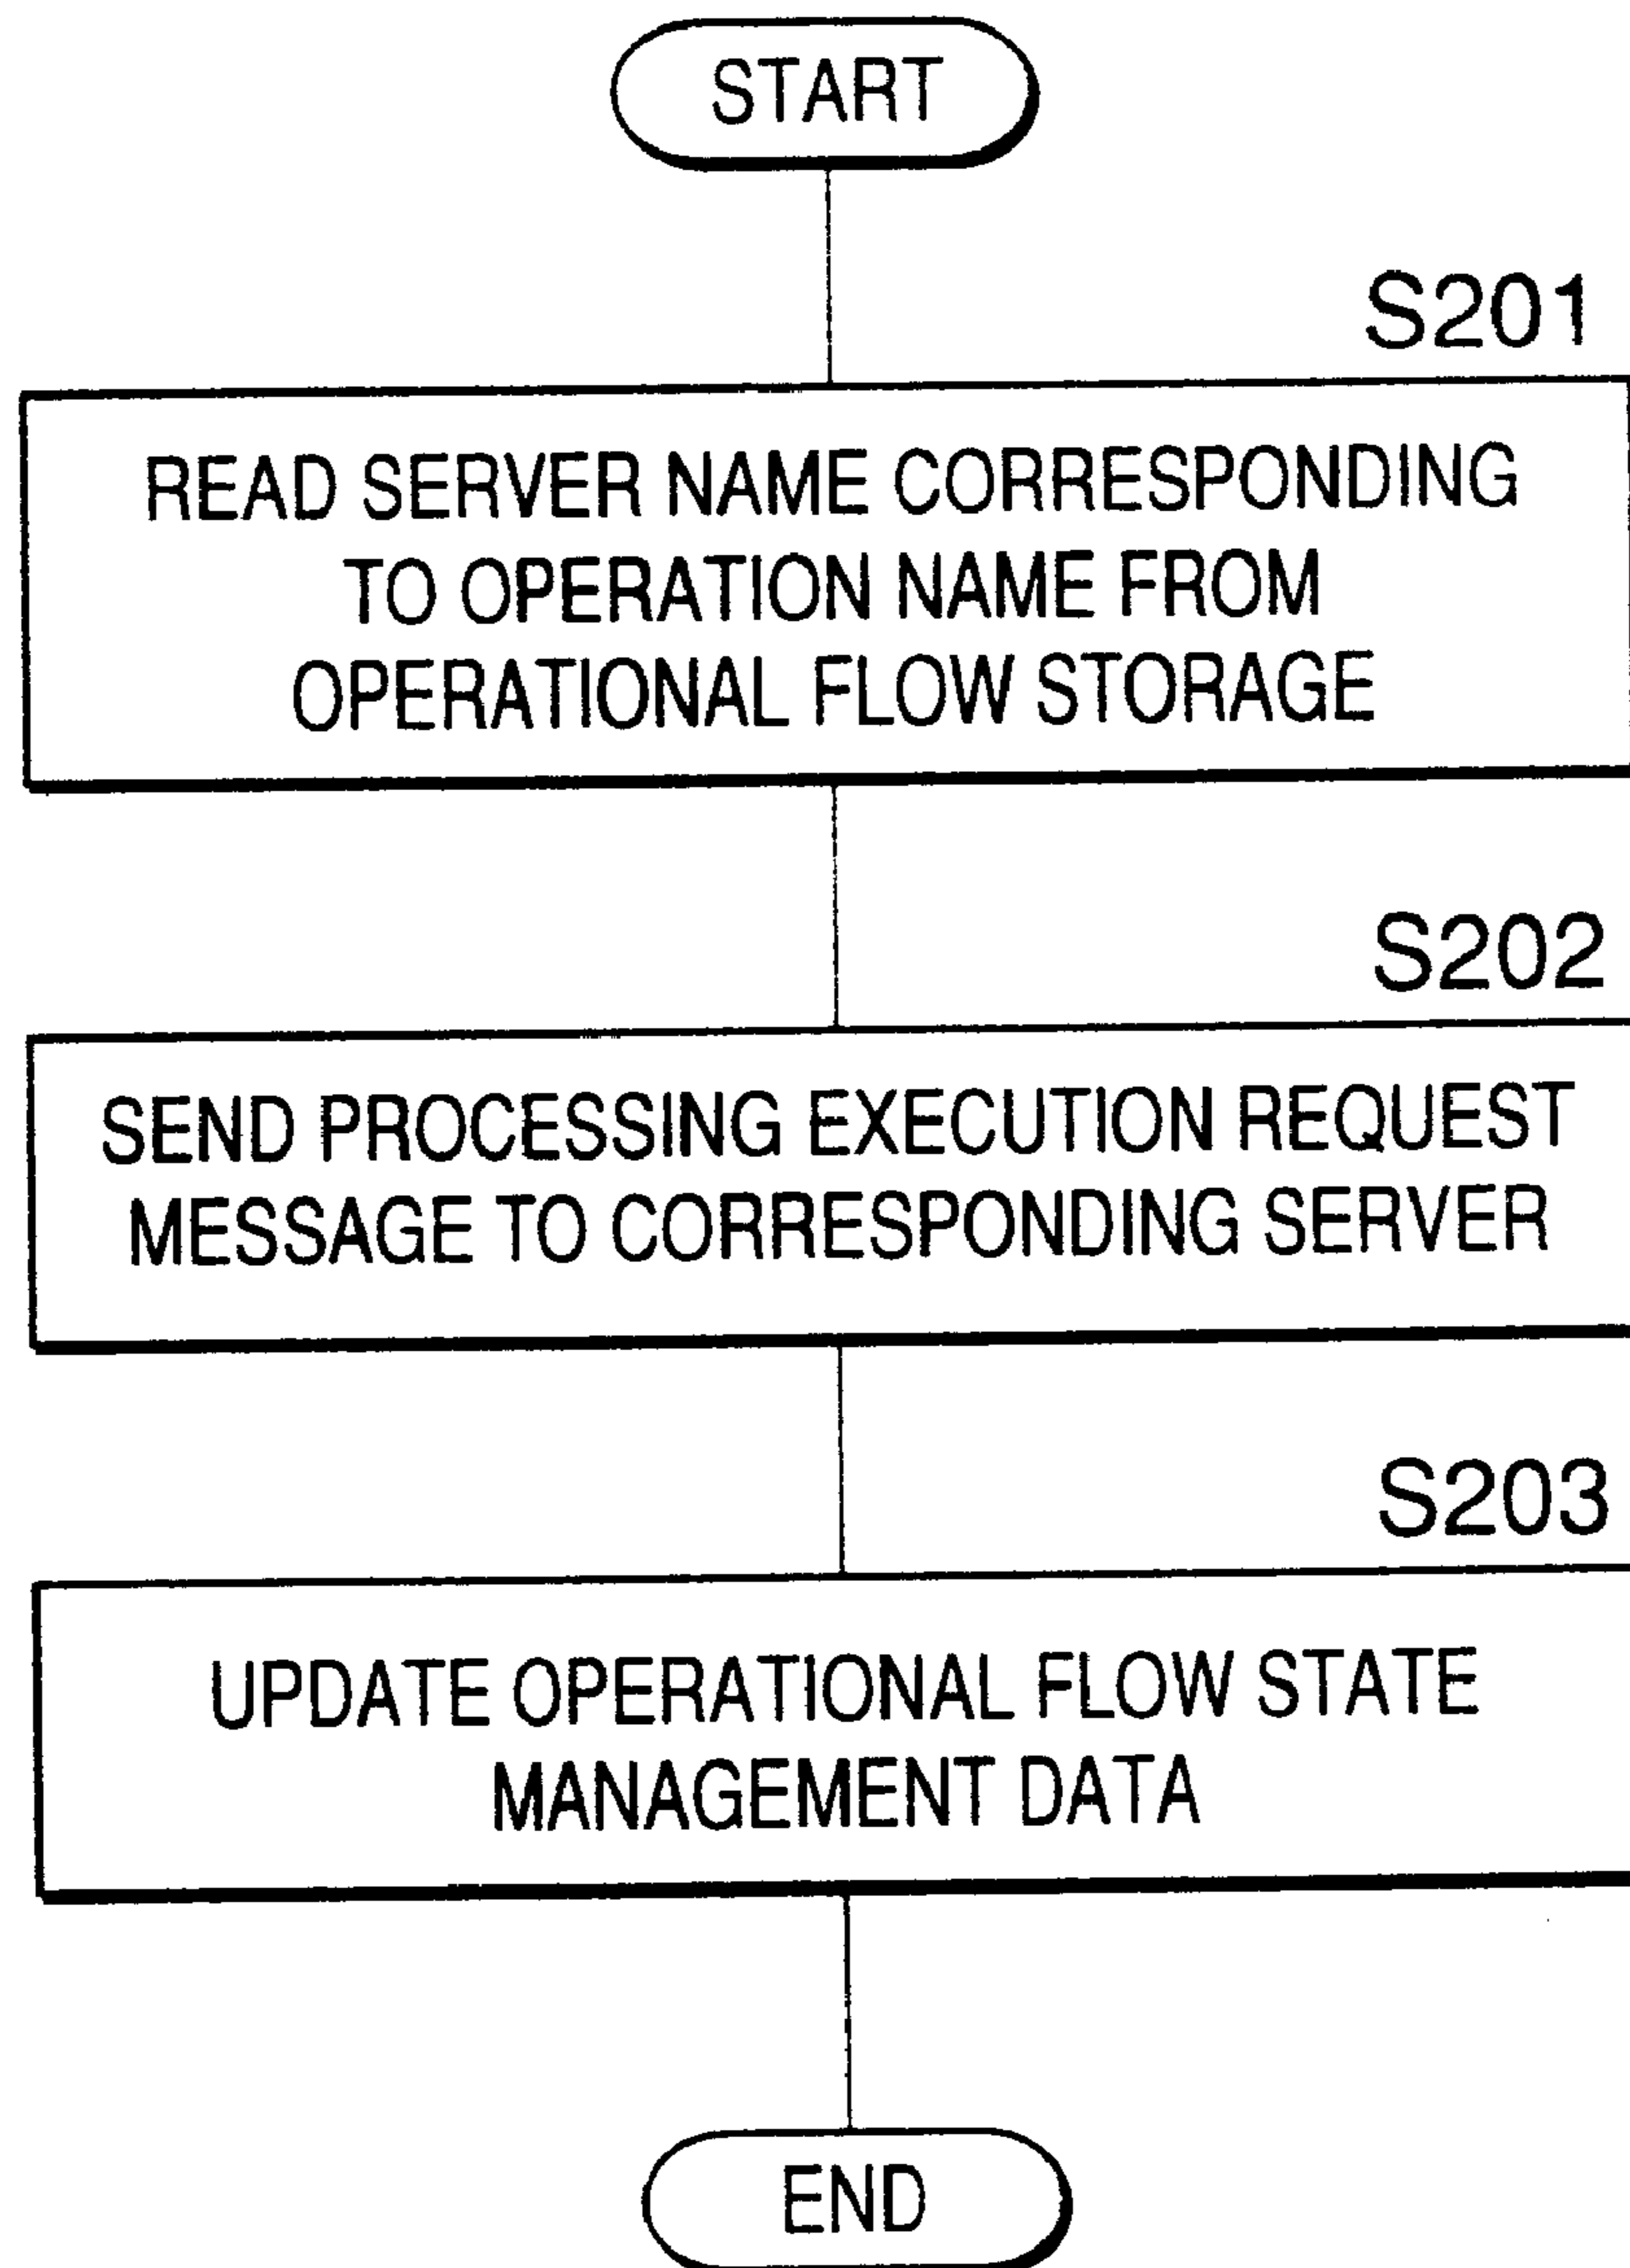 START
S201
READ SERVER NAME CORRESPONDING
TO OPERATION NAME FROM
OPERATIONAL FLOW STORAGE
S202
SEND PROCESSING EXECUTION REQUEST
MESSAGE TO CORRESPONDING SERVER
S203
UPDATE OPERATIONAL FLOW STATE
MANAGEMENT DATA
END